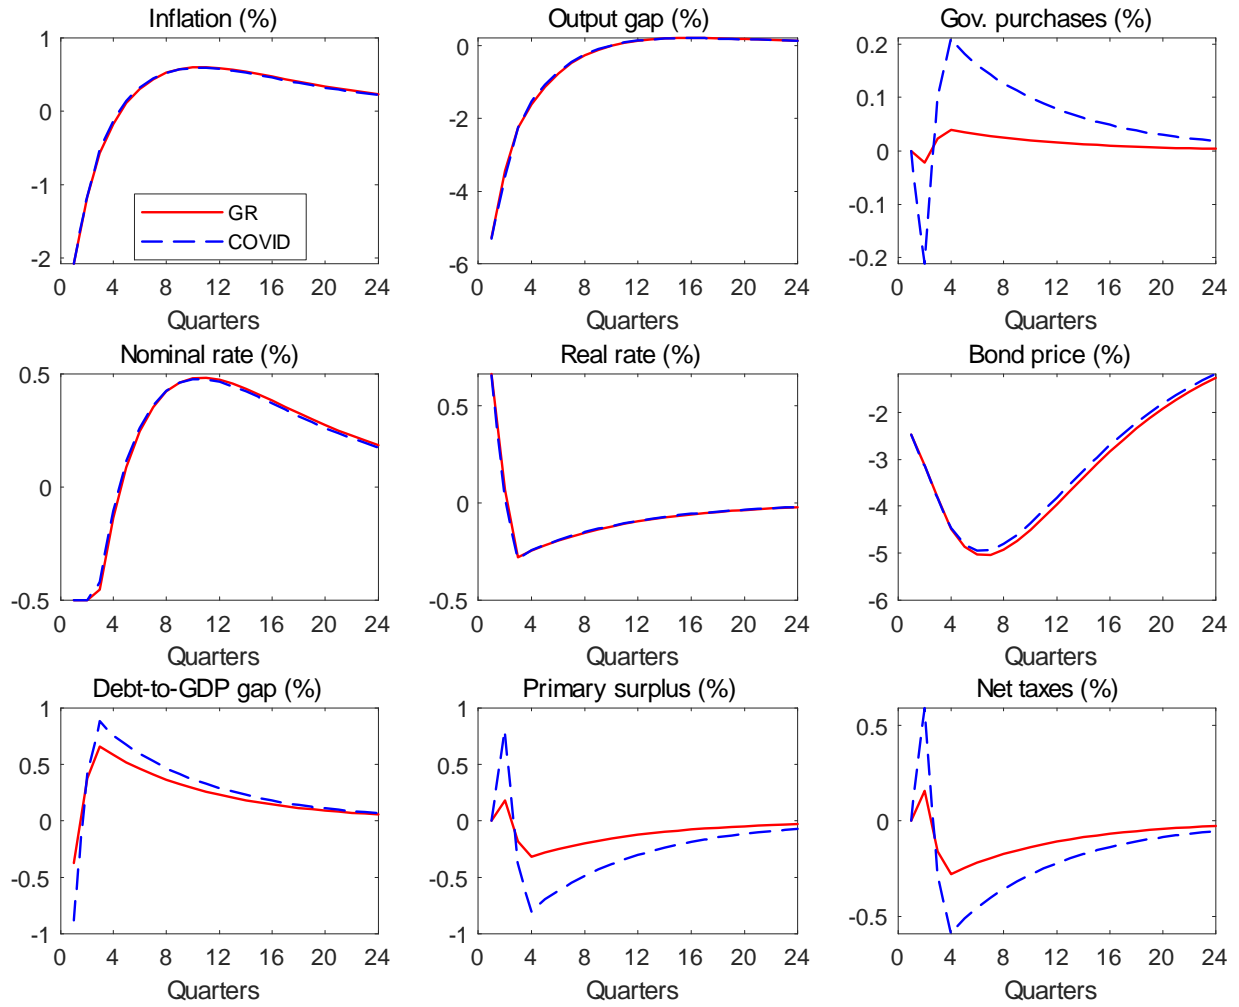 Inflation (%)
Output gap (%)
Gov. purchases (%)
1
0
-1
-2
GR
COVID
0 4 8 12 16 20 24
Quarters
0
-2
-4
-6
0 4 8 12 16 20 24
Quarters
0.2
0.1
0
-0.1
-0.2
0 4 8 12 16 20 24
Quarters
Nominal rate (%)
Real rate (%)
Bond price (%)
0.5
0
-0.5
0 4 8 12 16 20 24
Quarters
0.5
0
-0.5
0 4 8 12 16 20 24
Quarters
-2
-3
-4
-5
-6
0 4 8 12 16 20 24
Quarters
Debt-to-GDP gap (%)
Primary surplus (%)
Net taxes (%)
1
0.5
0
-0.5
-1
0 4 8 12 16 20 24
Quarters
1
0.5
0
-0.5
-1
0 4 8 12 16 20 24
Quarters
0.5
0
-0.5
0 4 8 12 16 20 24
Quarters